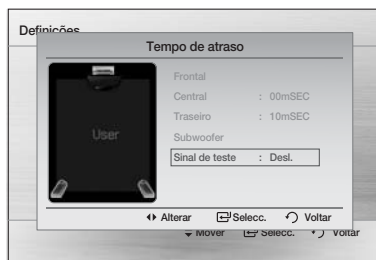 Definições
Tempo de atraso
User
Frontal
Central : 00mSEC
Traseiro : 10mSEC
Subwoofer
Sinal de teste : Desl.
Alterar Selecc. Voltar
Mover Selecc. Voltar